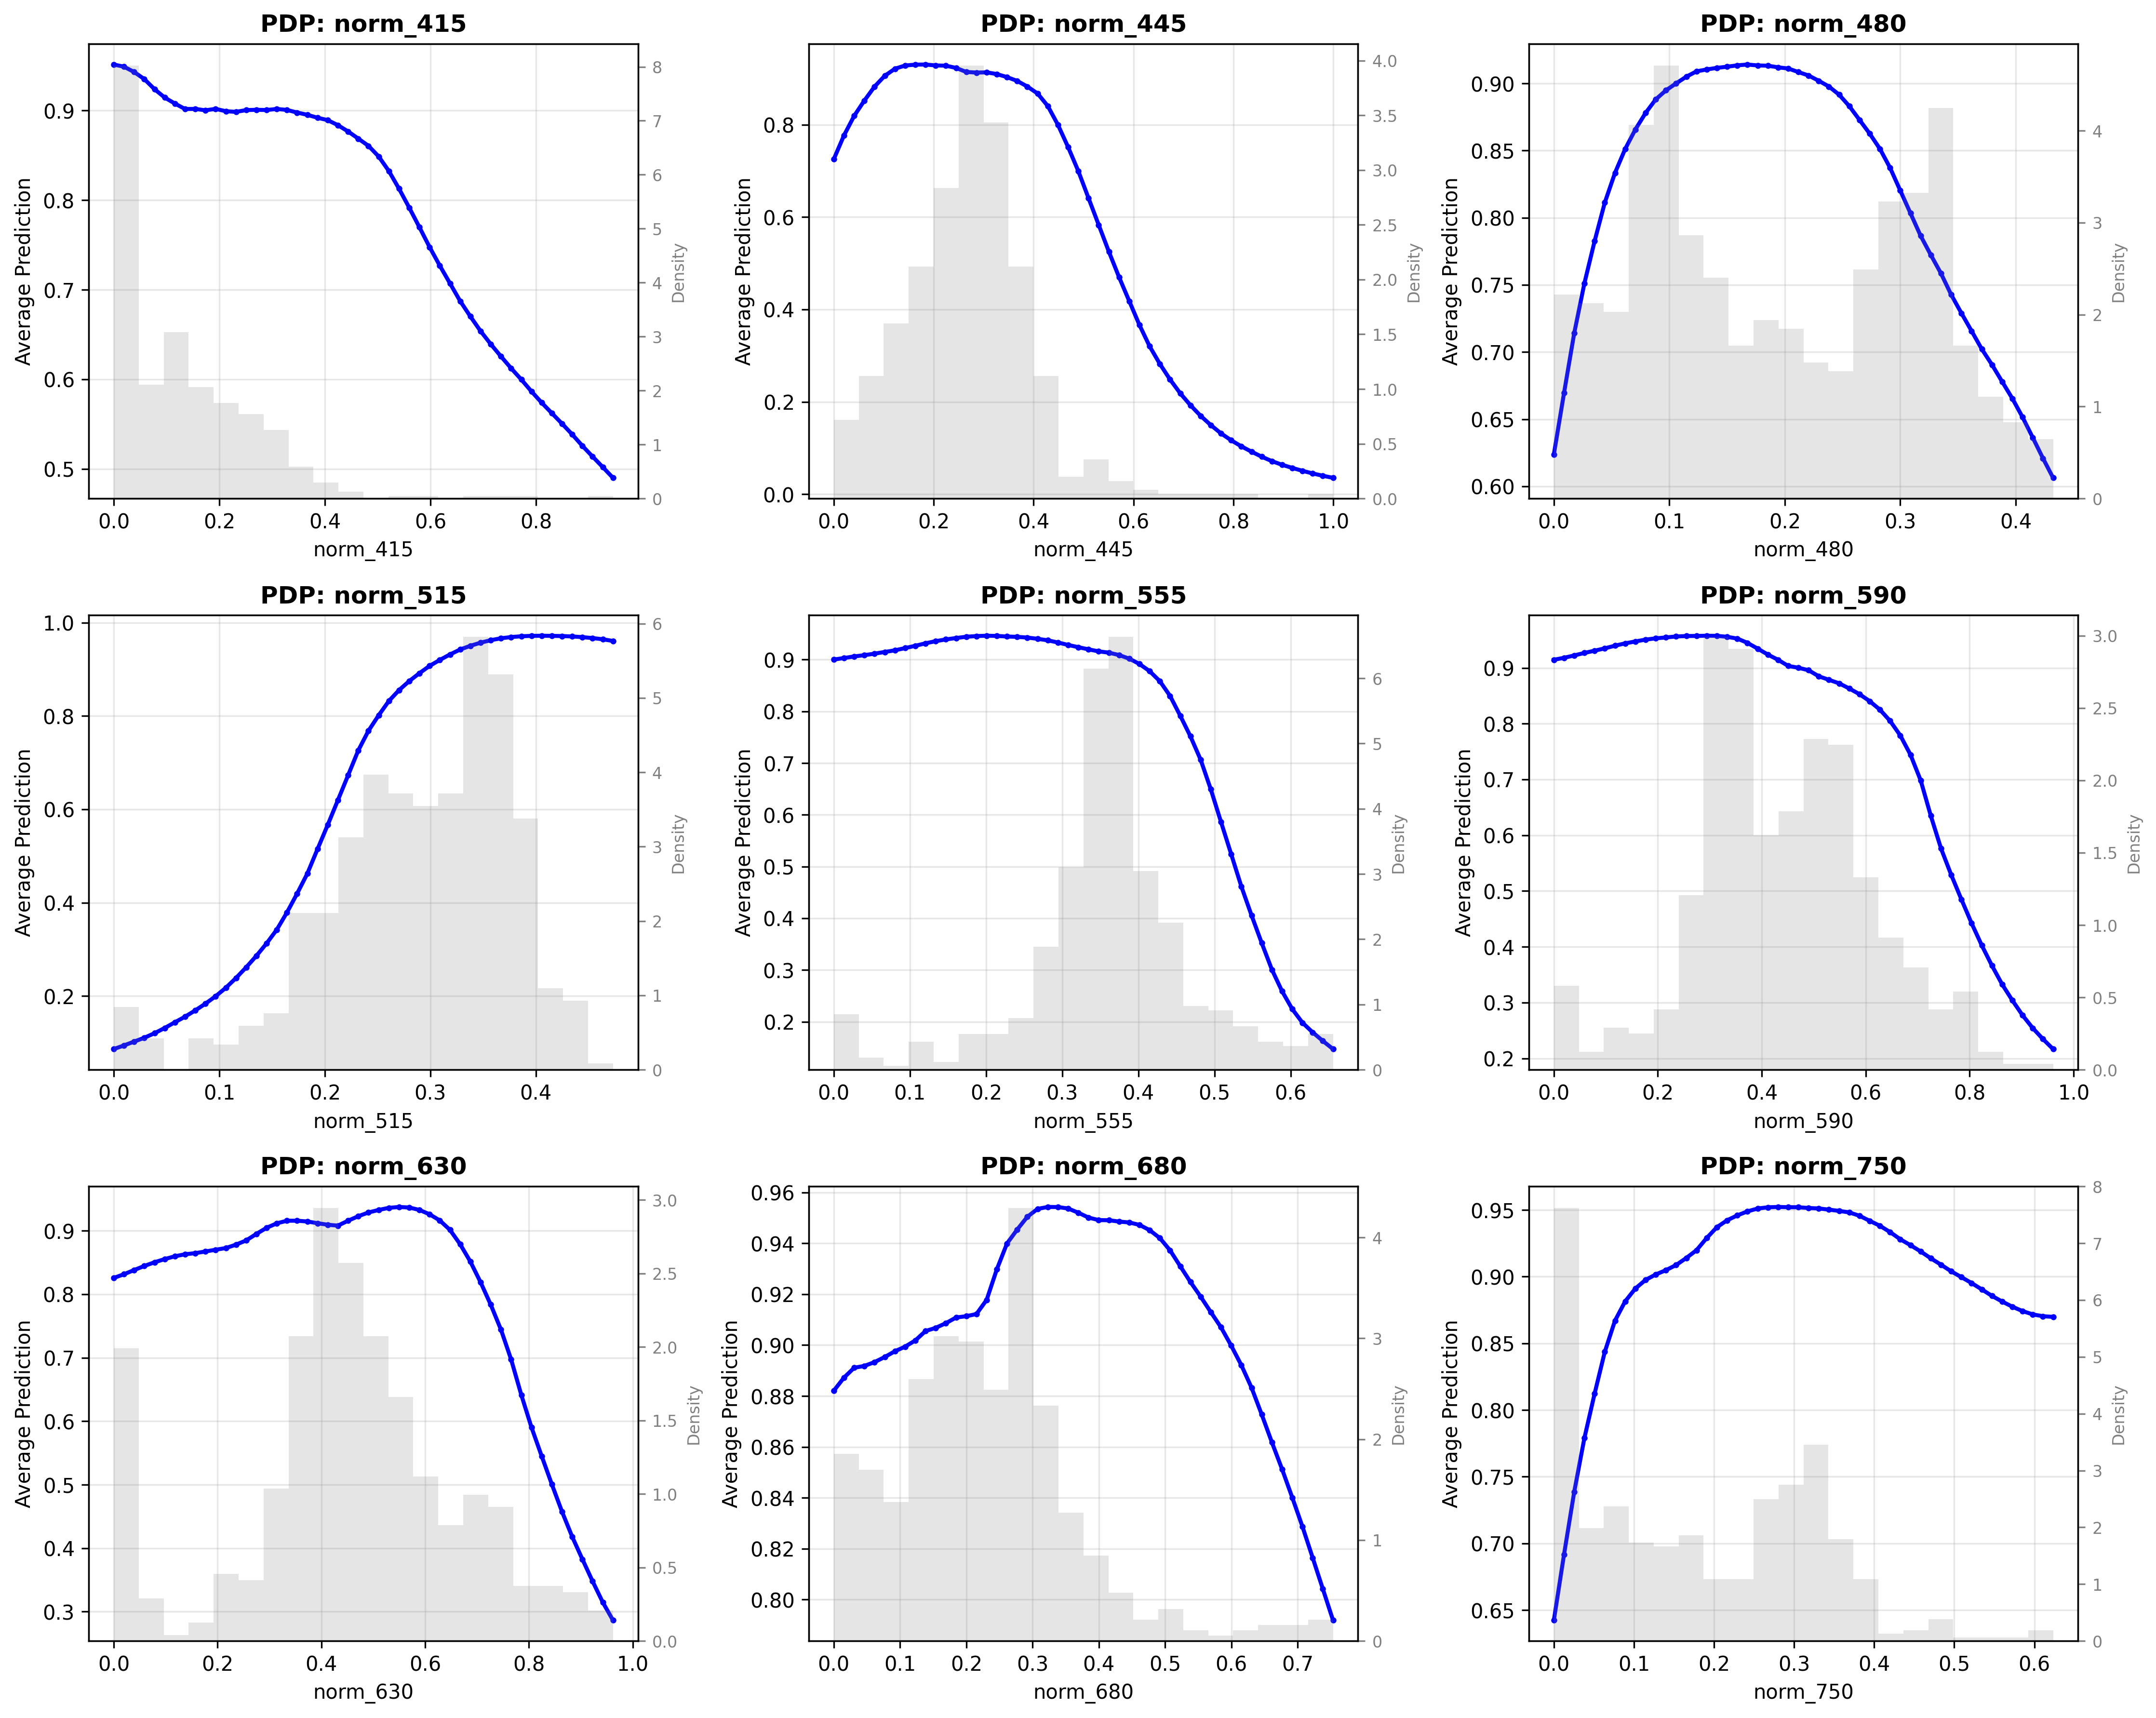 PDP: norm_415
Average Prediction
0.9
0.8
0.7
0.6
0.5
0.0 0.2 0.4 0.6 0.8
norm_415
8
7
6
5
4
3
2
1
0
Density
PDP: norm_445
Average Prediction
0.8
0.6
0.4
0.2
0.0
0.0 0.2 0.4 0.6 0.8 1.0
norm_445
4.0
3.5
3.0
2.5
2.0
1.5
1.0
0.5
0.0
Density
PDP: norm_480
Average Prediction
0.90
0.85
0.80
0.75
0.70
0.65
0.60
0.0 0.1 0.2 0.3 0.4
norm_480
4
3
2
1
0
Density
PDP: norm_515
Average Prediction
1.0
0.8
0.6
0.4
0.2
0.0 0.1 0.2 0.3 0.4
norm_515
6
5
4
3
2
1
0
Density
PDP: norm_555
Average Prediction
0.9
0.8
0.7
0.6
0.5
0.4
0.3
0.2
0.0 0.1 0.2 0.3 0.4 0.5 0.6
norm_555
6
5
4
3
2
1
0
Density
PDP: norm_590
Average Prediction
0.9
0.8
0.7
0.6
0.5
0.4
0.3
0.2
0.0 0.2 0.4 0.6 0.8 1.0
norm_590
3.0
2.5
2.0
1.5
1.0
0.5
0.0
Density
PDP: norm_630
Average Prediction
0.9
0.8
0.7
0.6
0.5
0.4
0.3
0.0 0.2 0.4 0.6 0.8 1.0
norm_630
3.0
2.5
2.0
1.5
1.0
0.5
0.0
Density
PDP: norm_680
Average Prediction
0.96
0.94
0.92
0.90
0.88
0.86
0.84
0.82
0.80
0.0 0.1 0.2 0.3 0.4 0.5 0.6 0.7
norm_680
4
3
2
1
0
Density
PDP: norm_750
Average Prediction
0.95
0.90
0.85
0.80
0.75
0.70
0.65
0.0 0.1 0.2 0.3 0.4 0.5 0.6
norm_750
8
7
6
5
4
3
2
1
0
Density